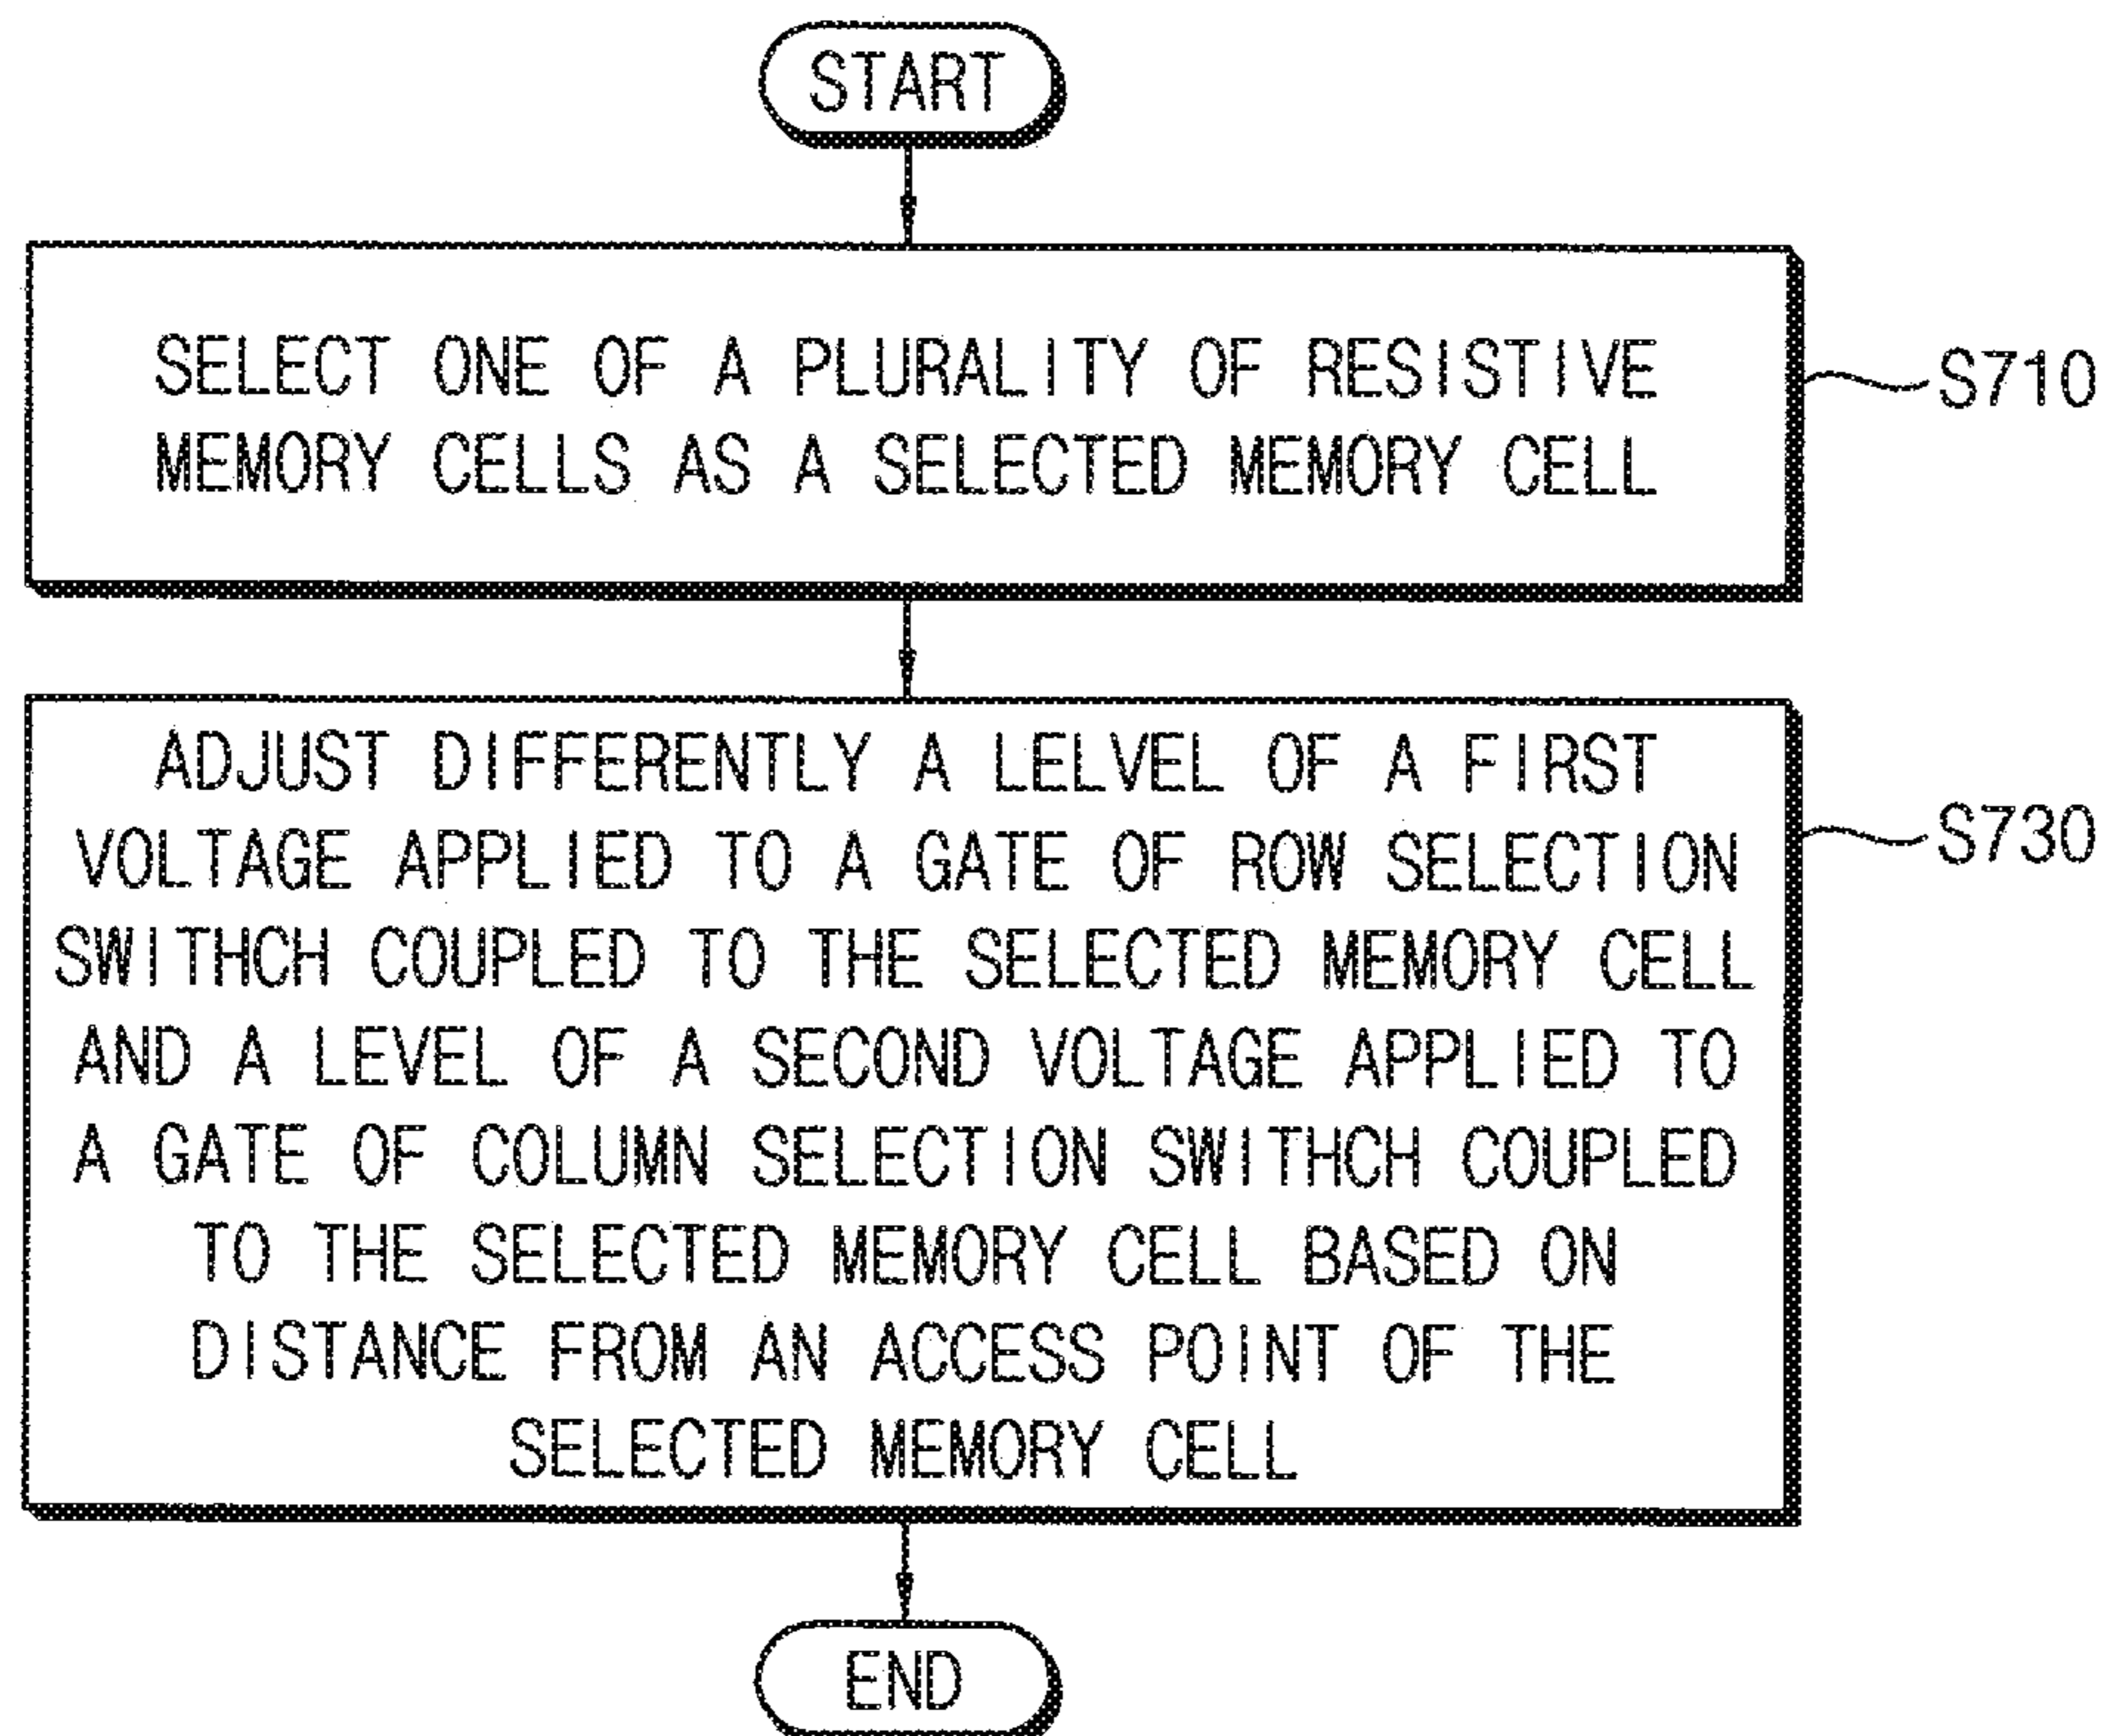 START
SELECT ONE OF A PLURALITY OF RESISTIVE
MEMORY CELLS AS A SELECTED MEMORY CELL
S710
ADJUST DIFFERENTLY A LELVEL OF A FIRST
VOLTAGE APPLIED TO A GATE OF ROW SELECTION
SWITHCH COUPLED TO THE SELECTED MEMORY CELL
AND A LEVEL OF A SECOND VOLTAGE APPLIED TO
A GATE OF COLUMN SELECTION SWITHCH COUPLED
TO THE SELECTED MEMORY CELL BASED ON
DISTANCE FROM AN ACCESS POINT OF THE
SELECTED MEMORY CELL
S730
END